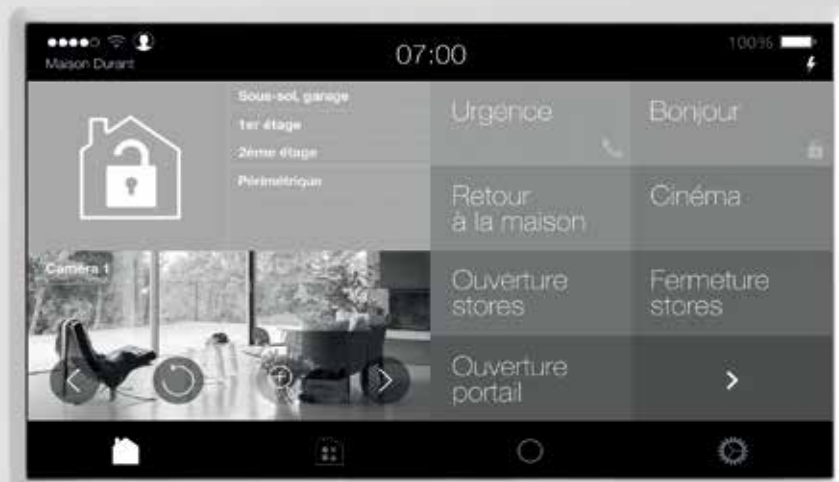 Maison Durant
07:00
100%
Sous-sol, garage
1er étage
2ème étage
Périmétrique
Urgence
Bonjour
Retour
à la maison
Cinéma
Ouverture
stores
Fermeture
stores
Caméra 1
Ouverture
portail